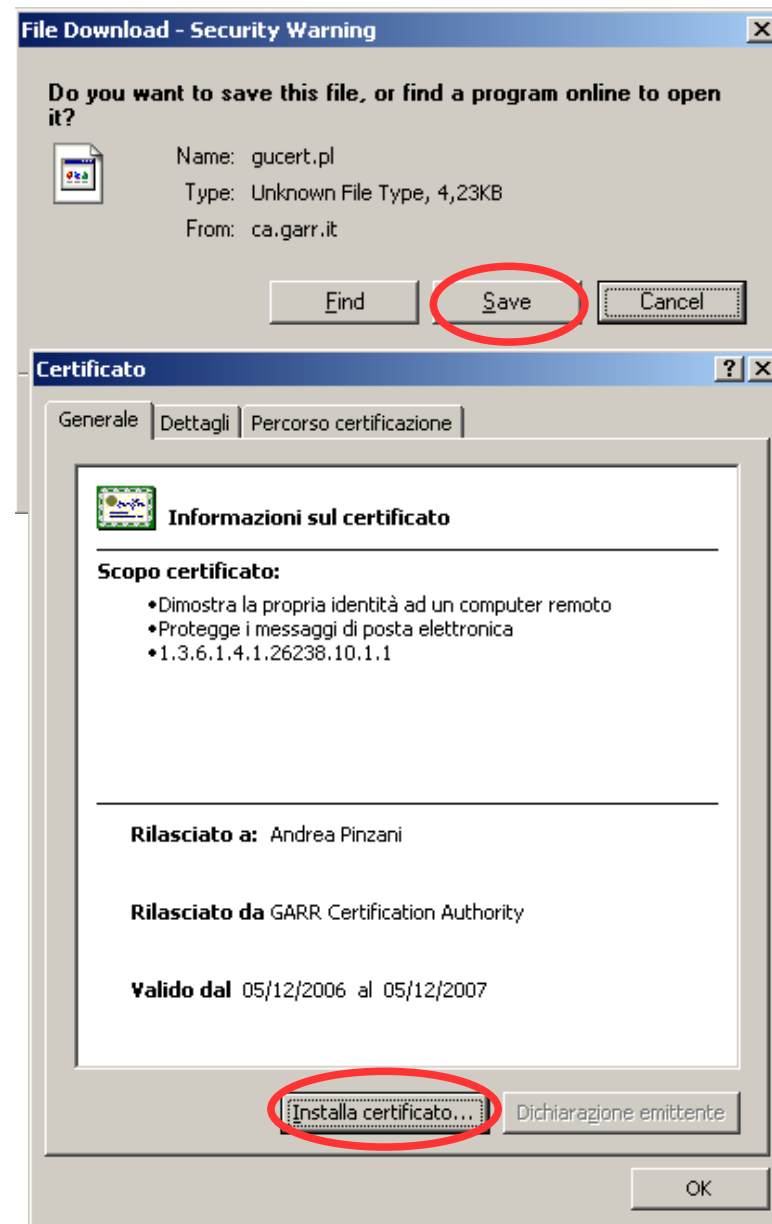 File Download - Security Warning
Do you want to save this file, or find a program online to open
it?
Name: gucert.pl
Type: Unknown File Type, 4,23KB
From: ca.garr.it
Find Save Cancel
Certificato
Generale Dettagli Percorso certificazione
Informazioni sul certificato
Scopo certificato:
•Dimostra la propria identità ad un computer remoto
•Protegge i messaggi di posta elettronica
•1.3.6.1.4.1.26238.10.1.1
Rilasciato a: Andrea Pinzani
Rilasciato da GARR Certification Authority
Valido dal 05/12/2006 al 05/12/2007
Installa certificato... Dichiarazione emittente
OK